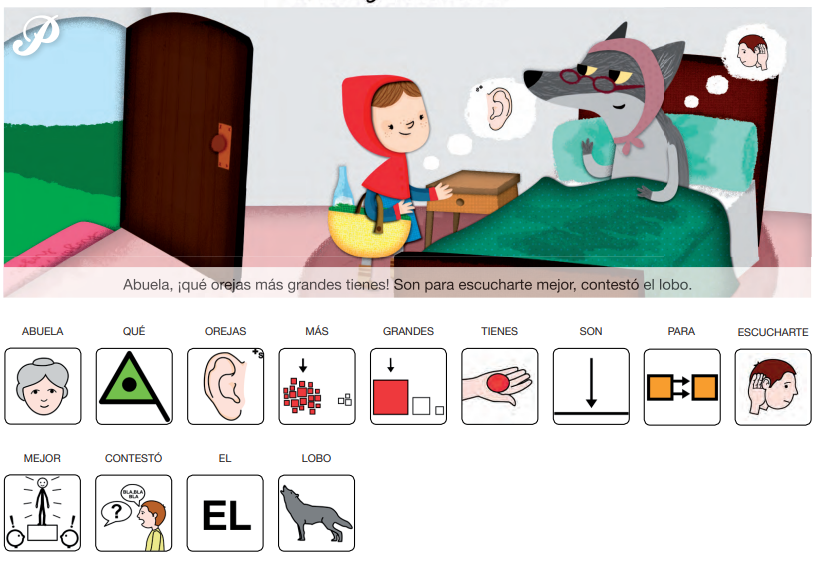 P
Abuela, ¡qué orejas más grandes tienes! Son para escucharte mejor, contestó el lobo.
ABUELA QUÉ OREJAS MÁS GRANDES TIENES SON PARA ESCUCHARTE
+s
MEJOR CONTESTÓ EL LOBO
BLA,BLA
BLA
?
EL